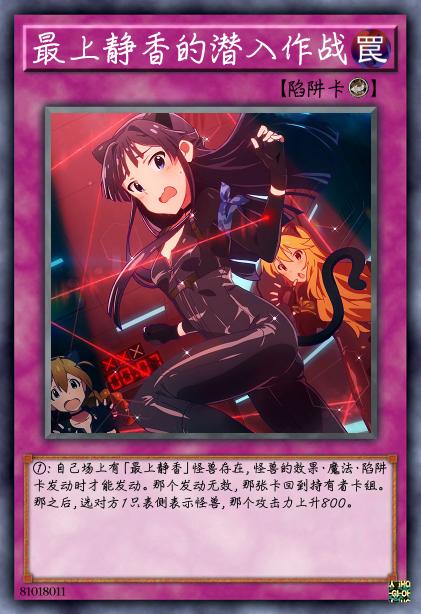 最上静香的潜入作战
罠
【陷阱卡】
00:07
①:自己场上有「最上静香」怪兽存在,怪兽的效果·魔法·陷阱
卡发动时才能发动。那个发动无效,那张卡回到持有者卡组。
那之后,选对方1只表侧表示怪兽,那个攻击力上升800。
81018011